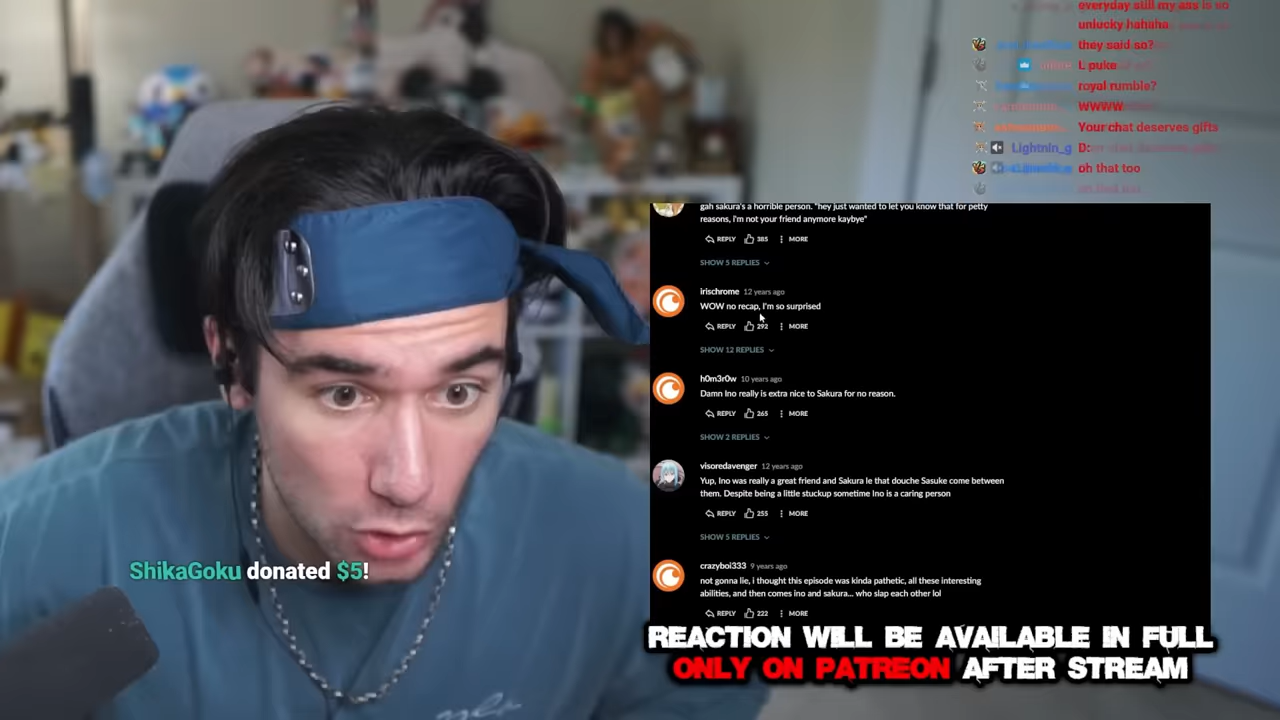 everyday still my ass is so
unlucky hahaha
they said so?
L puke
royal rumble?
WWWW
Your chat deserves gifts
Lightnin_g D:
oh that too
gah sakura's a horrible person. "hey just wanted to let you know that for petty
reasons, i'm not your friend anymore kaybye"
REPLY 385 MORE
SHOW 5 REPLIES
irischrome 12 years ago
WOW no recap, I'm so surprised
REPLY 292 MORE
SHOW 12 REPLIES
h0m3r0w 10 years ago
Damn Ino really is extra nice to Sakura for no reason.
REPLY 265 MORE
SHOW 2 REPLIES
visoredavenger 12 years ago
Yup, Ino was really a great friend and Sakura le that douche Sasuke come between
them. Despite being a little stuckup sometime Ino is a caring person
REPLY 255 MORE
SHOW 5 REPLIES
crazyboi333 9 years ago
not gonna lie, i thought this episode was kinda pathetic, all these interesting
abilities, and then comes ino and sakura... who slap each other lol
REPLY 222 MORE
ShikaGoku donated $5!
REACTION WILL BE AVAILABLE IN FULL
ONLY ON PATREON AFTER STREAM